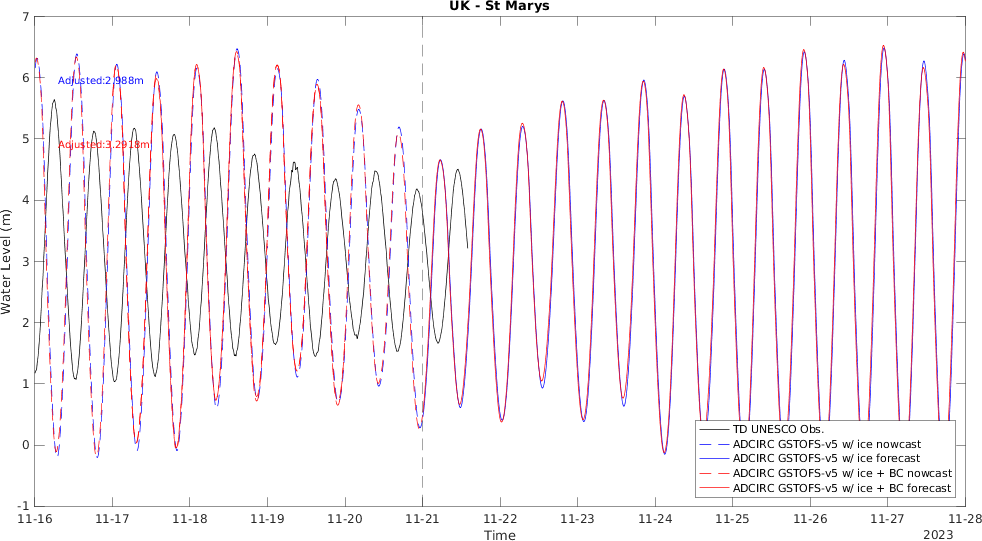 UK - St Marys
7
6
5
4
3
2
1
0
-1
Water Level (m)
Adjusted:2.988m
Adjusted:3.2918m
TD UNESCO Obs.
ADCIRC GSTOFS-v5 w/ ice nowcast
ADCIRC GSTOFS-v5 w/ ice forecast
ADCIRC GSTOFS-v5 w/ ice + BC nowcast
ADCIRC GSTOFS-v5 w/ ice + BC forecast
11-16 11-17 11-18 11-19 11-20 11-21 11-22 11-23 11-24 11-25 11-26 11-27 11-28
Time
2023